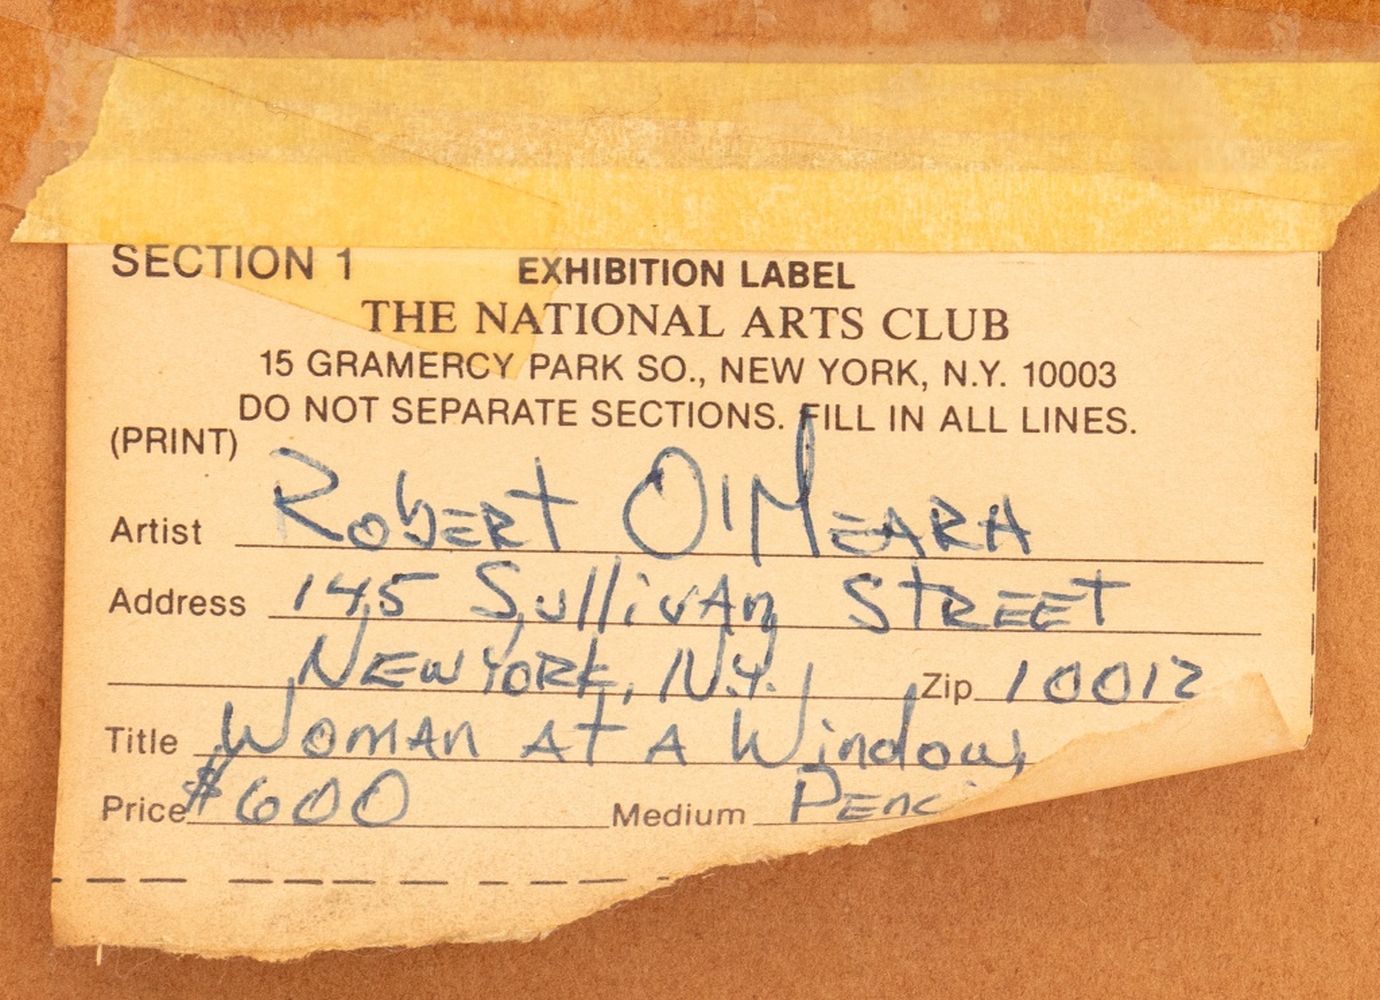 SECTION 1 EXHIBITION LABEL
THE NATIONAL ARTS CLUB
15 GRAMERCY PARK SO., NEW YORK, N.Y. 10003
DO NOT SEPARATE SECTIONS. FILL IN ALL LINES.
(PRINT)
Artist Robert O'Meara
Address 145 Sullivan Street
New York, N.Y. Zip 10012
Title Woman at a Window
Price $600 Medium Penc